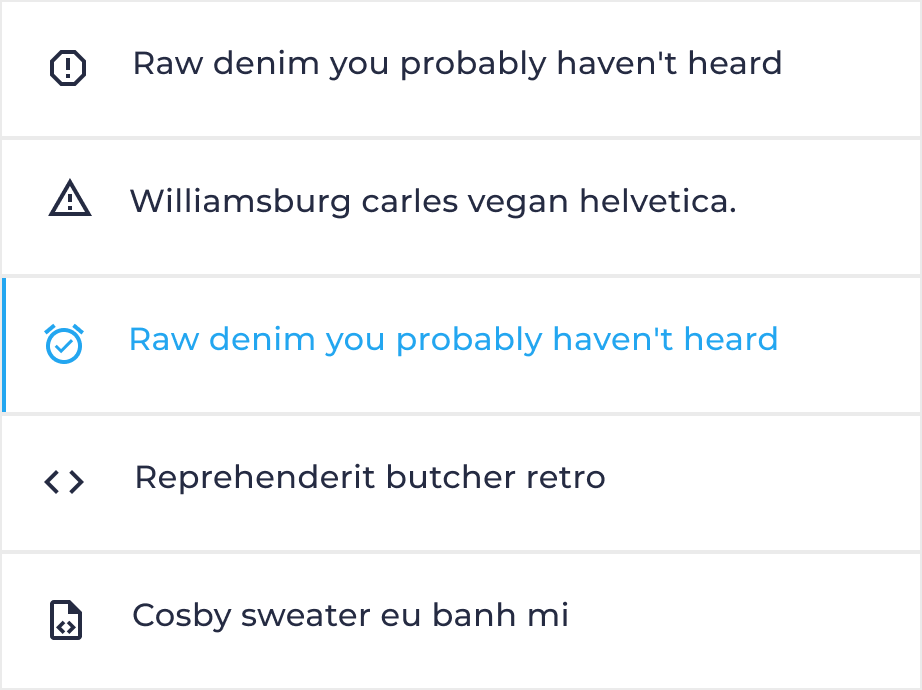 Raw denim you probably haven't heard
Williamsburg carles vegan helvetica.
Raw denim you probably haven't heard
Reprehenderit butcher retro
Cosby sweater eu banh mi